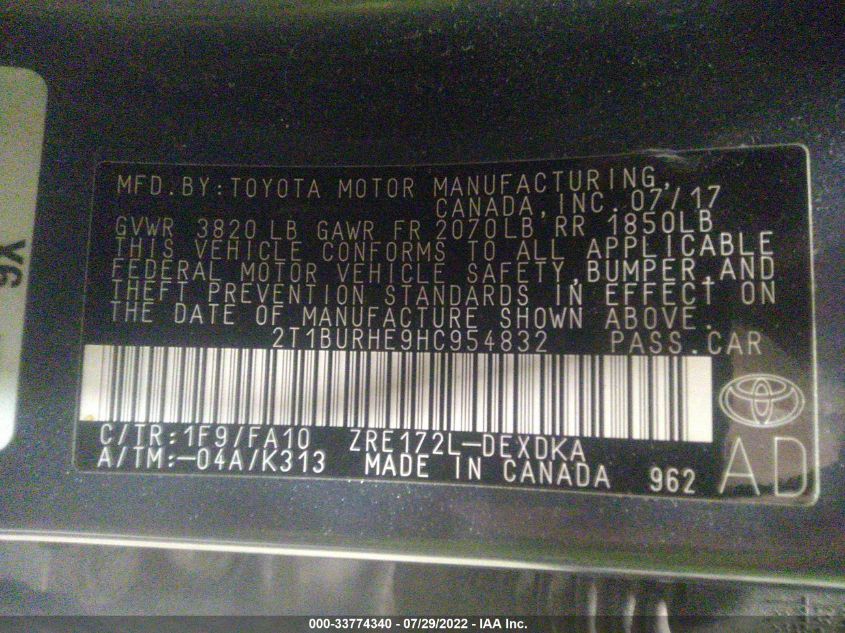 MFD.BY:TOYOTA MOTOR MANUFACTURING,
CANADA,INC.07/17
GVWR 3820LB GAWR FR 2070LB RR 1850LB
THIS VEHICLE CONFORMS TO ALL APPLICABLE
FEDERAL MOTOR VEHICLE SAFETY,BUMPER,AND
THEFT PREVENTION STANDARDS IN EFFECT ON
THE DATE OF MANUFACTURE SHOWN ABOVE.
2T1BURHE9HC954832 PASS.CAR
C/TR:1F9/FA10 ZRE172L-DEXDKA
A/TM:-04A/K313 MADE IN CANADA 962 AD
000-33774340 - 07/29/2022 - IAA Inc.